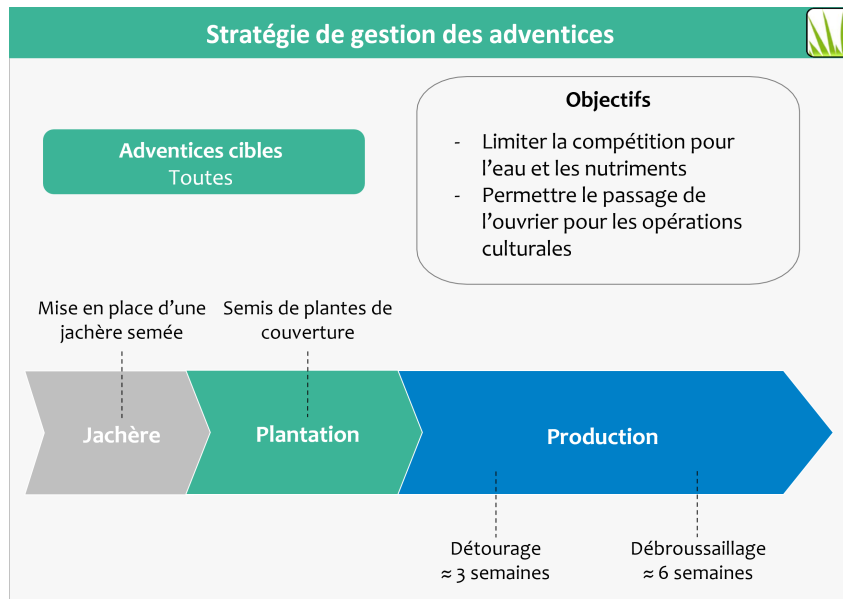 Stratégie de gestion des adventices
Adventices cibles
Toutes
Objectifs
- Limiter la compétition pour
l’eau et les nutriments
- Permettre le passage de
l’ouvrier pour les opérations
culturales
Mise en place d’une
jachère semée
Semis de plantes de
couverture
Jachère
Plantation
Production
Détourage
≈ 3 semaines
Débroussaillage
≈ 6 semaines